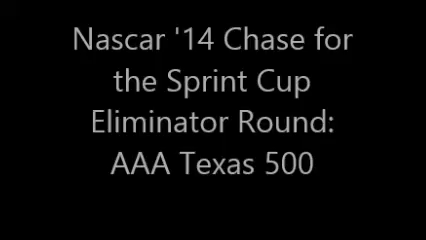 Nascar '14 Chase for
the Sprint Cup
Eliminator Round:
AAA Texas 500